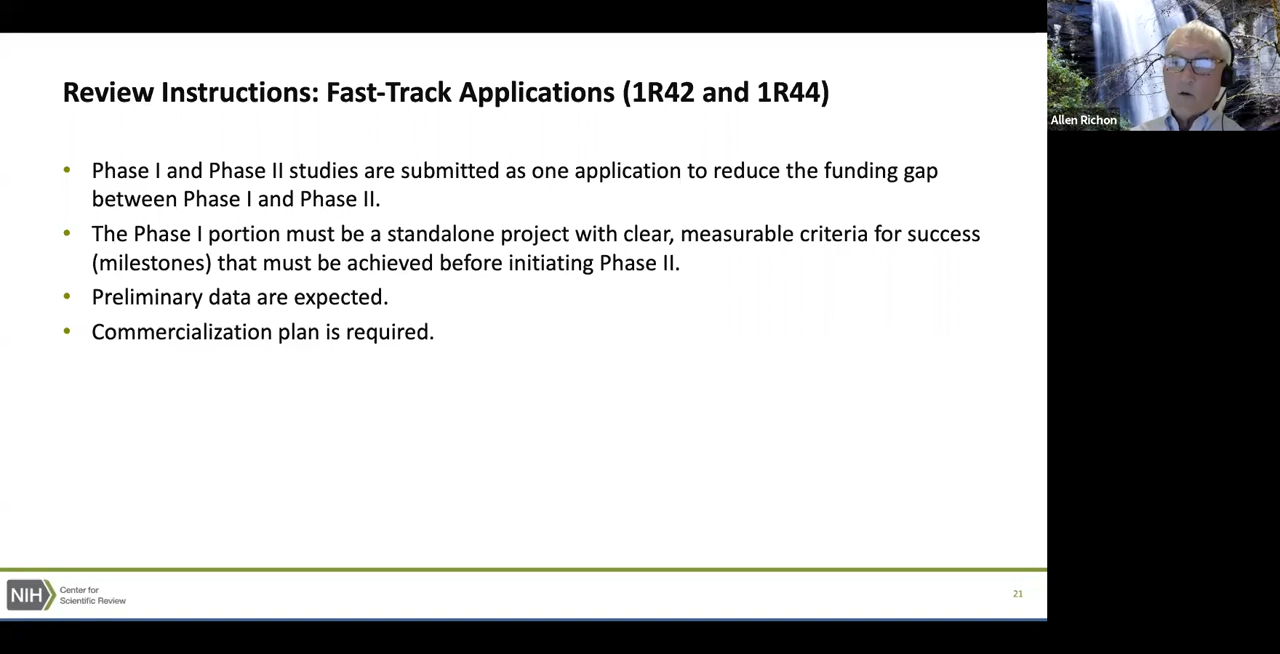 Review Instructions: Fast-Track Applications (1R42 and 1R44)
Allen Richon
• Phase I and Phase II studies are submitted as one application to reduce the funding gap
between Phase I and Phase II.
• The Phase I portion must be a standalone project with clear, measurable criteria for success
(milestones) that must be achieved before initiating Phase II.
• Preliminary data are expected.
• Commercialization plan is required.
NIH
Center for
Scientific Review
21